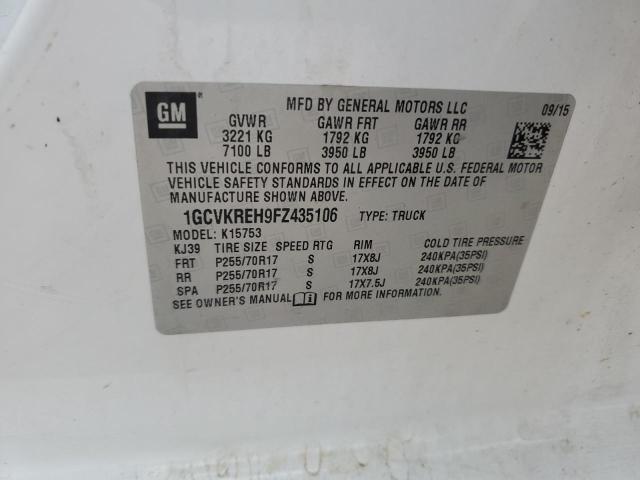 GM
®
MFD BY GENERAL MOTORS LLC
09/15
GVWR GAWR FRT GAWR RR
3221 KG 1792 KG 1792 KG
7100 LB 3950 LB 3950 LB
THIS VEHICLE CONFORMS TO ALL APPLICABLE U.S. FEDERAL MOTOR
VEHICLE SAFETY STANDARDS IN EFFECT ON THE DATE OF
MANUFACTURE SHOWN ABOVE.
1GCVKREH9FZ435106 TYPE: TRUCK
MODEL: K15753
KJ39 TIRE SIZE SPEED RTG RIM COLD TIRE PRESSURE
FRT P255/70R17 S 17X8J 240KPA(35PSI)
RR P255/70R17 S 17X8J 240KPA(35PSI)
SPA P255/70R17 S 17X7.5J 240KPA(35PSI)
SEE OWNER'S MANUAL FOR MORE INFORMATION.